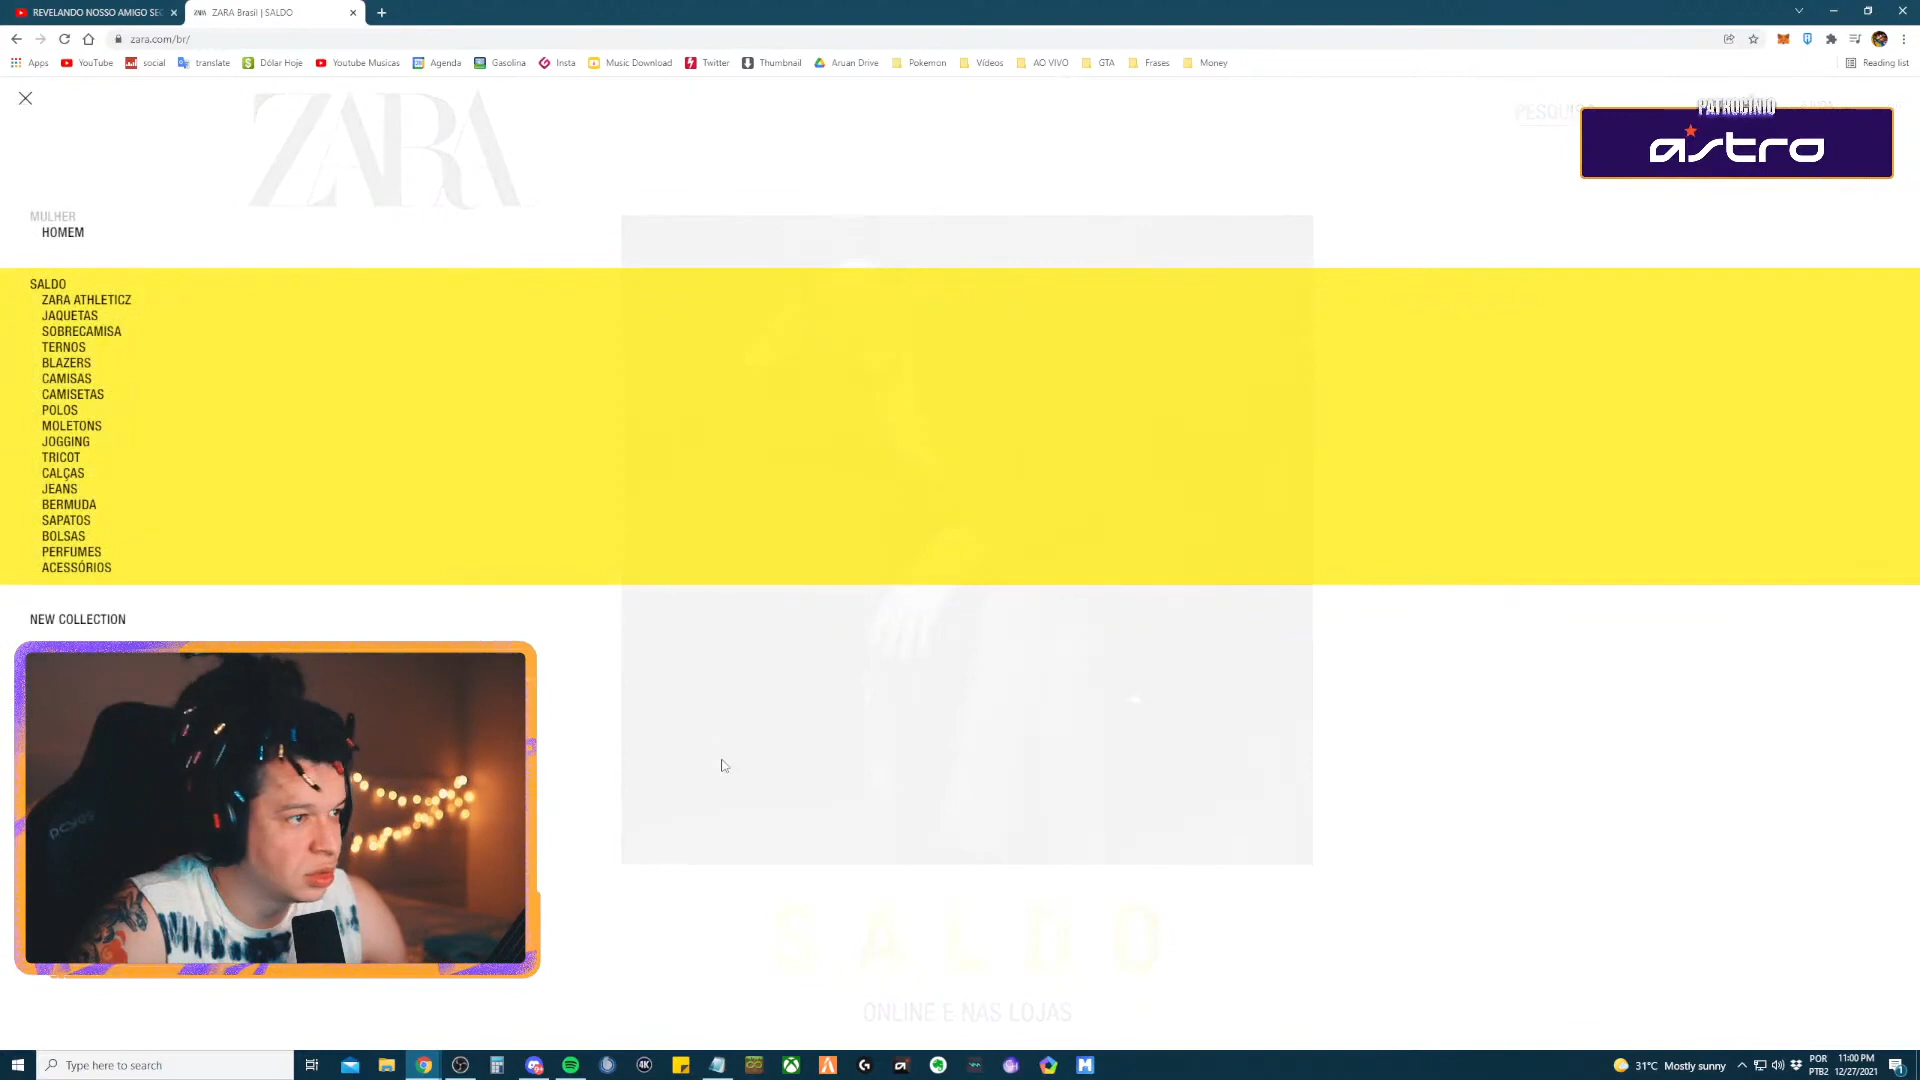 REVELANDO NOSSO AMIGO SEC
ZARA Brasil | SALDO
zara.com/br/
Apps
YouTube
social
translate
Dólar Hoje
Youtube Musicas
Agenda
Gasolina
Insta
Music Download
Twitter
Thumbnail
Aruan Drive
Pokemon
Vídeos
AO VIVO
GTA
Frases
Money
Reading list
ZARA
PATROCÍNIO
astro
MULHER
HOMEM
SALDO
ZARA ATHLETICZ
JAQUETAS
SOBRECAMISA
TERNOS
BLAZERS
CAMISAS
CAMISETAS
POLOS
MOLETONS
JOGGING
TRICOT
CALÇAS
JEANS
BERMUDA
SAPATOS
BOLSAS
PERFUMES
ACESSÓRIOS
NEW COLLECTION
SALDO
ONLINE E NAS LOJAS
Type here to search
4K
31°C Mostly sunny
POR
PTB2
11:00 PM
12/27/2021